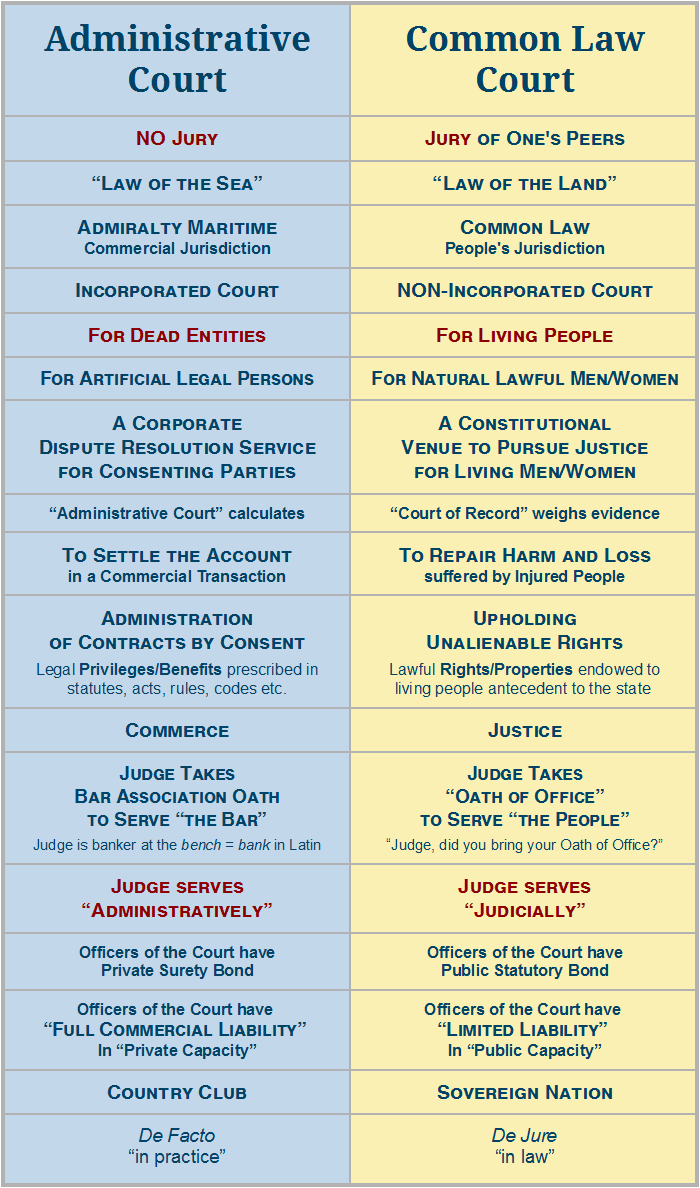 Administrative
Court
Common Law
Court
NO Jury
Jury of One's Peers
“Law of the Sea”
“Law of the Land”
Admiralty Maritime
Commercial Jurisdiction
Common Law
People's Jurisdiction
Incorporated Court
NON-Incorporated Court
For Dead Entities
For Living People
For Artificial Legal Persons
For Natural Lawful Men/Women
A Corporate
Dispute Resolution Service
for Consenting Parties
A Constitutional
Venue to Pursue Justice
for Living Men/Women
“Administrative Court” calculates
“Court of Record” weighs evidence
To Settle the Account
in a Commercial Transaction
To Repair Harm and Loss
suffered by Injured People
Administration
of Contracts by Consent
Legal Privileges/Benefits prescribed in
statutes, acts, rules, codes etc.
Upholding
Unalienable Rights
Lawful Rights/Properties endowed to
living people antecedent to the state
Commerce
Justice
Judge Takes
Bar Association Oath
to Serve “the Bar”
Judge is banker at the bench = bank in Latin
Judge Takes
“Oath of Office”
to Serve “the People”
“Judge, did you bring your Oath of Office?”
Judge serves
“Administratively”
Judge serves
“Judicially”
Officers of the Court have
Private Surety Bond
Officers of the Court have
Public Statutory Bond
Officers of the Court have
“Full Commercial Liability”
In “Private Capacity”
Officers of the Court have
“Limited Liability”
In “Public Capacity”
Country Club
Sovereign Nation
De Facto
“in practice”
De Jure
“in law”